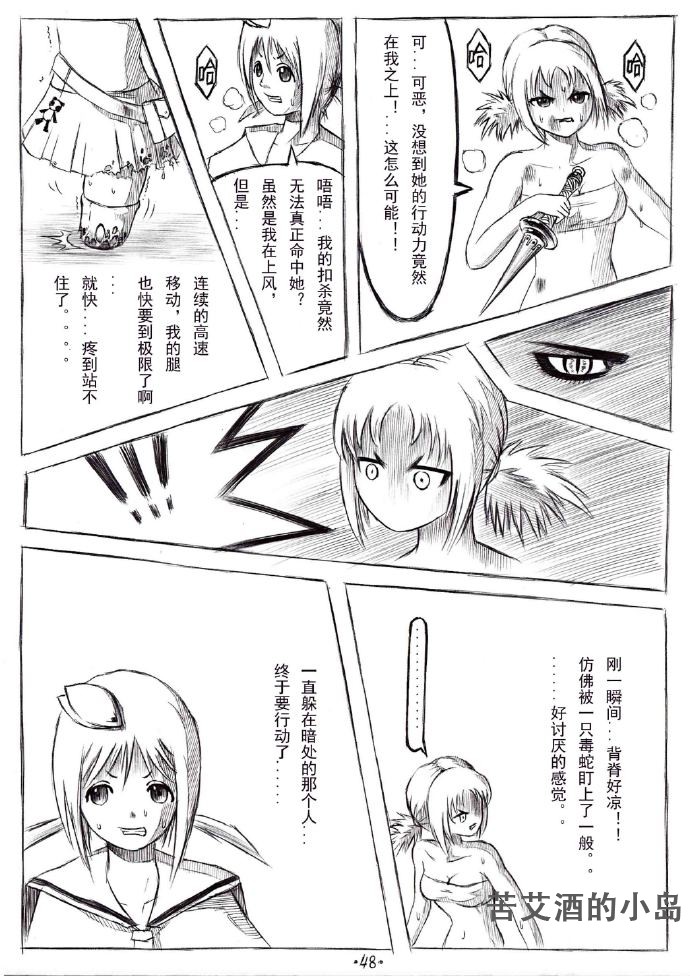 哈
哈
可...可恶，没想到她的行动力竟然
在我之上！...这怎么可能！！
哈
唔唔...我的扣杀竟然
无法真正命中她？
虽然是我在上风，
但是...
连续的高速
移动，我的腿
也快要到极限了啊
...
就快...疼到站不
住了。。。。
!!!
刚一瞬间...背脊好凉！！
仿佛被一只毒蛇盯上了一般。。
......好讨厌的感觉。。
............
一直躲在暗处的那个人...
终于要行动了......
苦艾酒的小岛
·48·